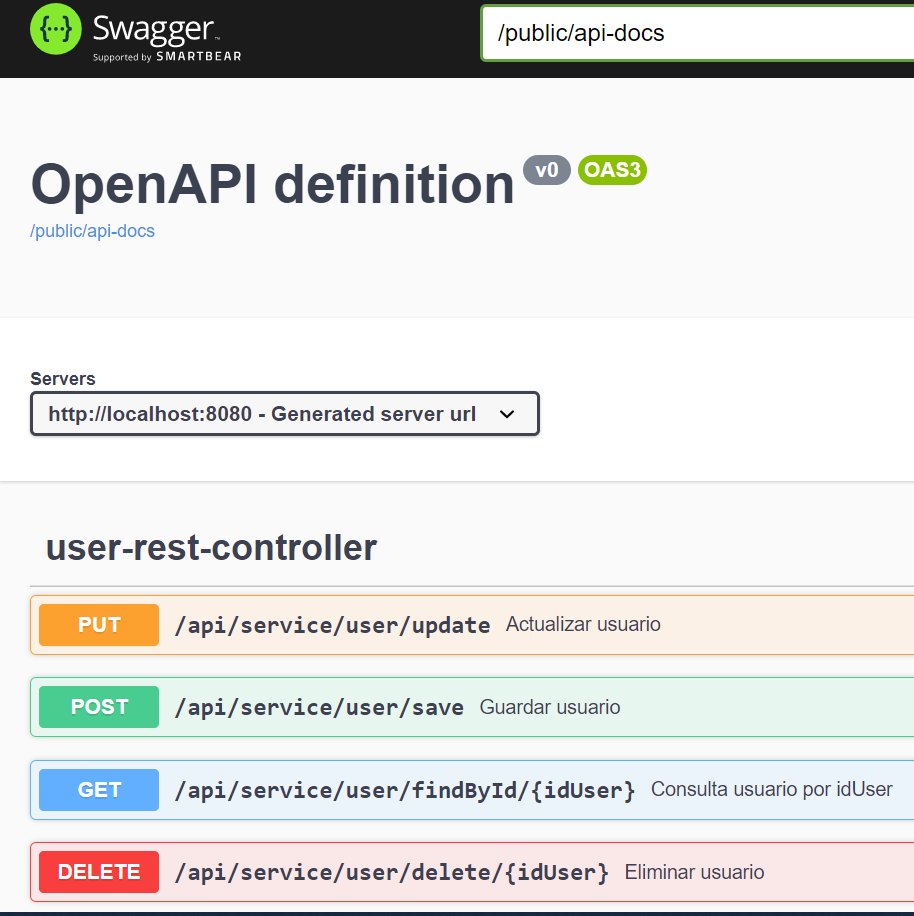 {···} Swagger™
Supported by SMARTBEAR
/public/api-docs
OpenAPI definition v0 OAS3
/public/api-docs
Servers
http://localhost:8080 - Generated server url
user-rest-controller
PUT /api/service/user/update Actualizar usuario
POST /api/service/user/save Guardar usuario
GET /api/service/user/findById/{idUser} Consulta usuario por idUser
DELETE /api/service/user/delete/{idUser} Eliminar usuario